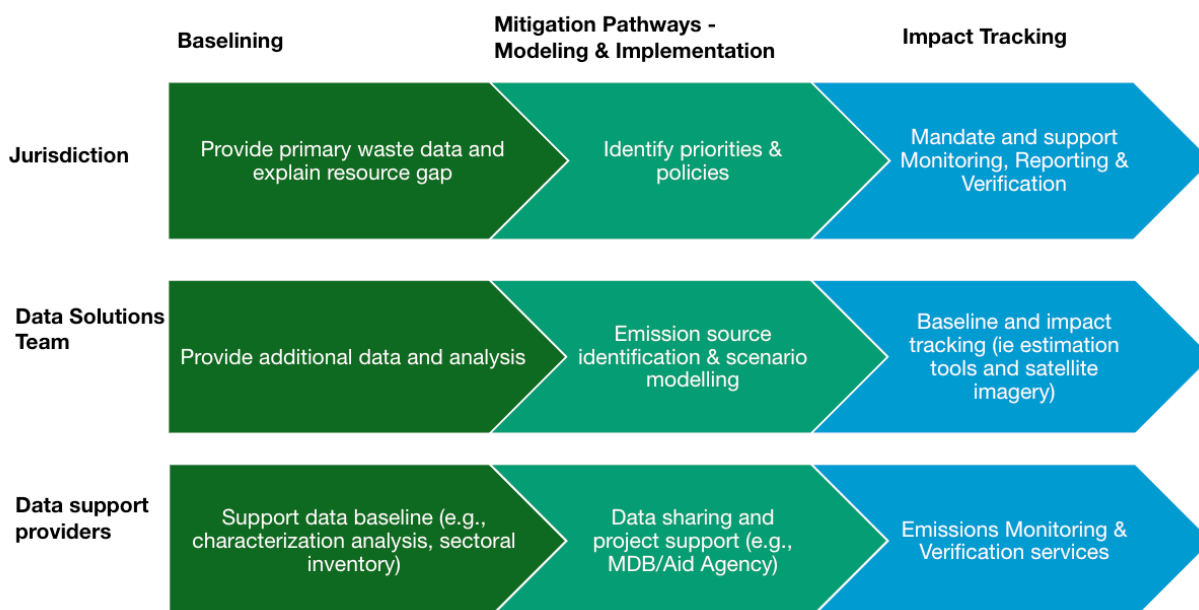 Baselining
Mitigation Pathways -
Modeling & Implementation
Impact Tracking
Jurisdiction
Provide primary waste data and
explain resource gap
Identify priorities &
policies
Mandate and support
Monitoring, Reporting &
Verification
Data Solutions
Team
Provide additional data and analysis
Emission source
identification & scenario
modelling
Baseline and impact
tracking (ie estimation
tools and satellite
imagery)
Data support
providers
Support data baseline (e.g.,
characterization analysis, sectoral
inventory)
Data sharing and
project support (e.g.,
MDB/Aid Agency)
Emissions Monitoring &
Verification services